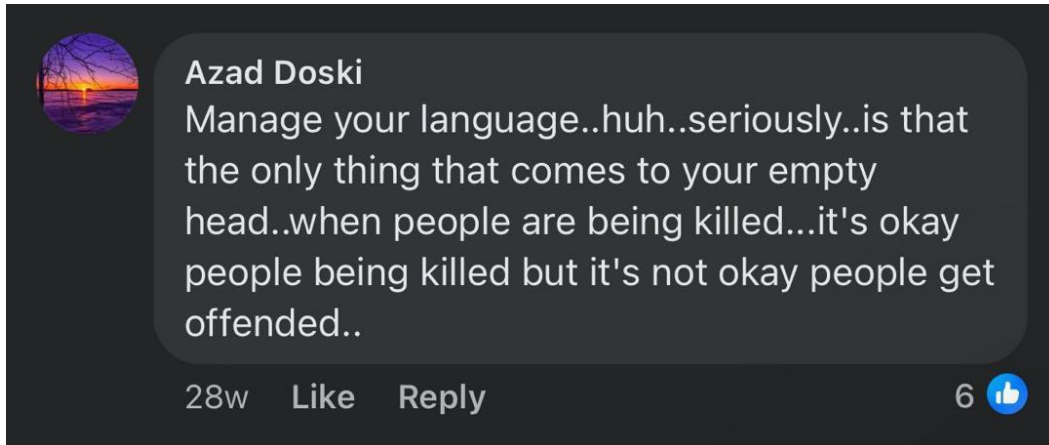 Azad Doski
Manage your language..huh..seriously..is that
the only thing that comes to your empty
head..when people are being killed...it's okay
people being killed but it's not okay people get
offended..
28w Like Reply 6